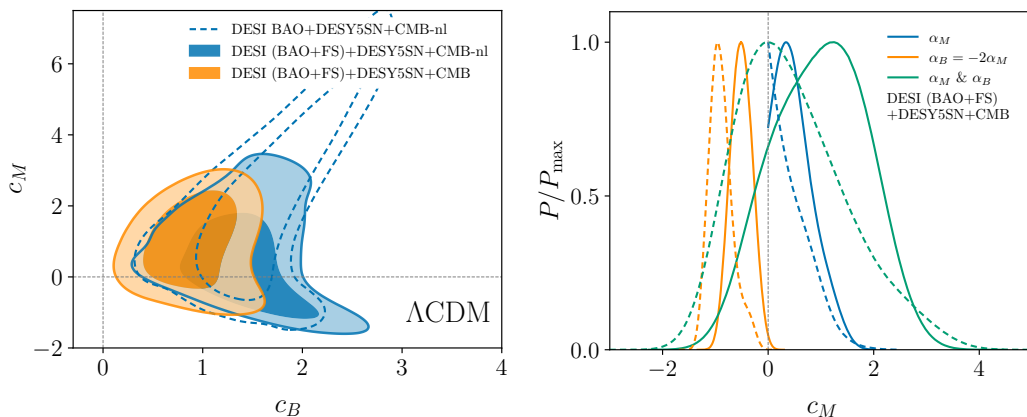 DESI BAO+DESY5SN+CMB-nl
DESI (BAO+FS)+DESY5SN+CMB-nl
DESI (BAO+FS)+DESY5SN+CMB
6
4
2
0
−2
c_M
0
1
2
3
4
c_B
ΛCDM
α_M
α_B = −2α_M
α_M & α_B
DESI (BAO+FS)
+DESY5SN+CMB
1.0
0.5
0.0
P/P_max
−2
0
2
4
c_M